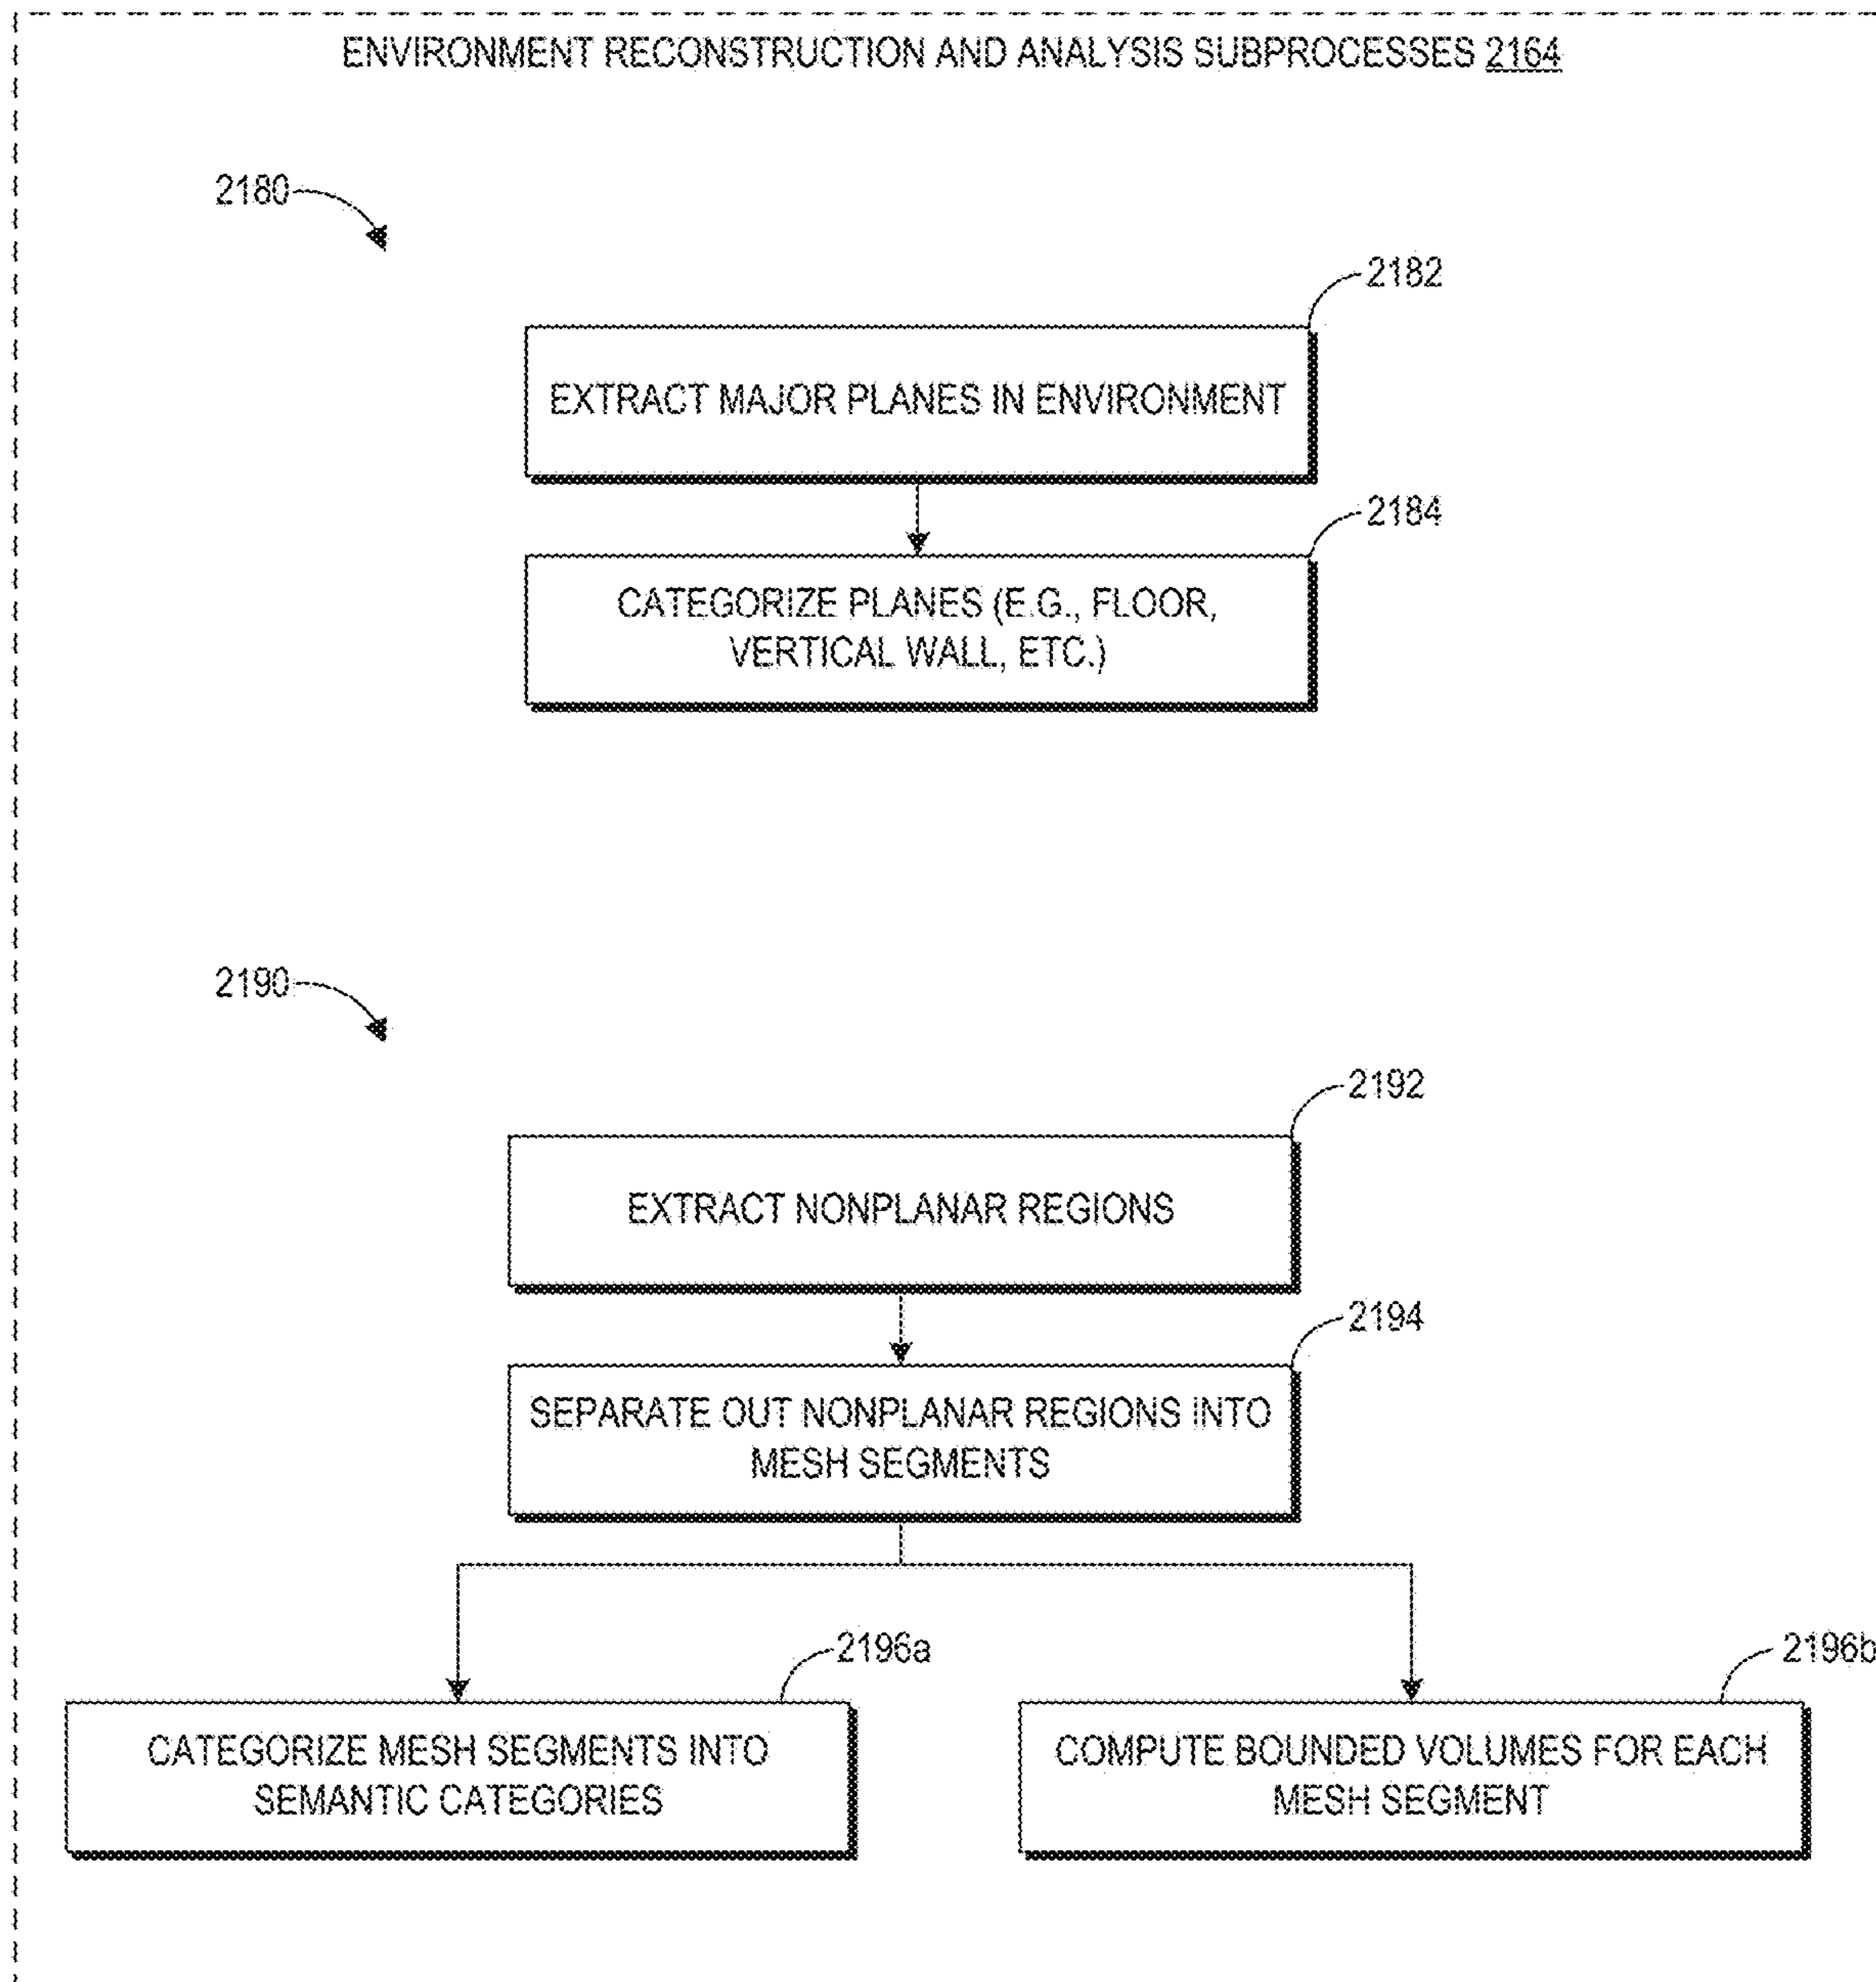 ENVIRONMENT RECONSTRUCTION AND ANALYSIS SUBPROCESSES 2164
2180
2182
EXTRACT MAJOR PLANES IN ENVIRONMENT
2184
CATEGORIZE PLANES (E.G., FLOOR,
VERTICAL WALL, ETC.)
2190
2192
EXTRACT NONPLANAR REGIONS
2194
SEPARATE OUT NONPLANAR REGIONS INTO
MESH SEGMENTS
2196a
CATEGORIZE MESH SEGMENTS INTO
SEMANTIC CATEGORIES
2196b
COMPUTE BOUNDED VOLUMES FOR EACH
MESH SEGMENT